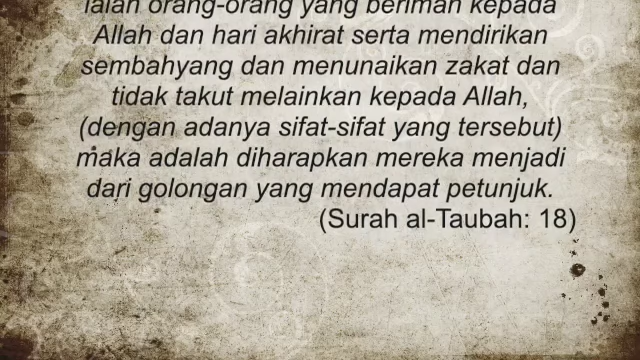 ialah orang-orang yang beriman kepada
Allah dan hari akhirat serta mendirikan
sembahyang dan menunaikan zakat dan
tidak takut melainkan kepada Allah,
(dengan adanya sifat-sifat yang tersebut)
maka adalah diharapkan mereka menjadi
dari golongan yang mendapat petunjuk.
(Surah al-Taubah: 18)